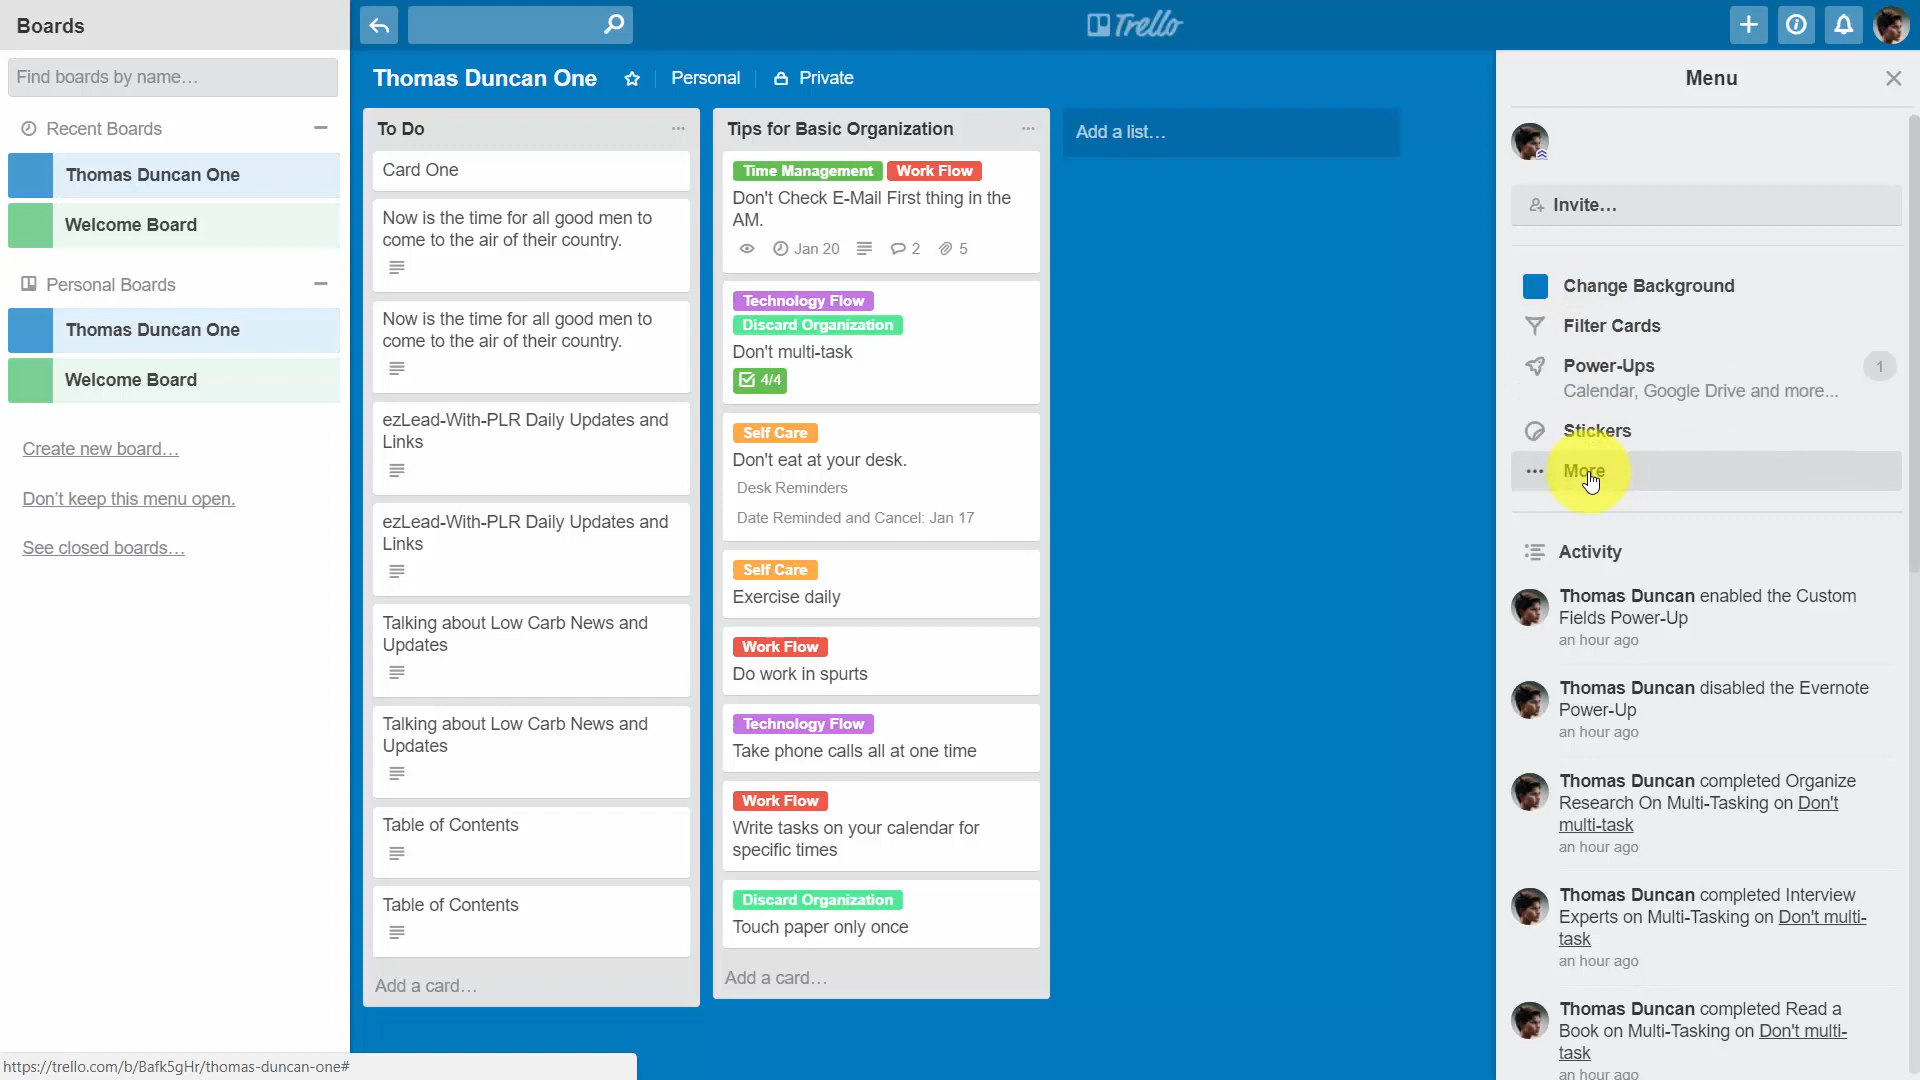 Boards
Find boards by name…
Recent Boards
Thomas Duncan One
Welcome Board
Personal Boards
Thomas Duncan One
Welcome Board
Create new board…
Don’t keep this menu open.
See closed boards…
https://trello.com/b/Bafk5gHr/thomas-duncan-one#
Trello
Thomas Duncan One
Personal
Private
To Do
Card One
Now is the time for all good men to
come to the air of their country.
Now is the time for all good men to
come to the air of their country.
ezLead-With-PLR Daily Updates and
Links
ezLead-With-PLR Daily Updates and
Links
Talking about Low Carb News and
Updates
Talking about Low Carb News and
Updates
Table of Contents
Table of Contents
Add a card…
Tips for Basic Organization
Time Management Work Flow
Don't Check E-Mail First thing in the
AM.
Jan 20 2 5
Technology Flow
Discard Organization
Don't multi-task
4/4
Self Care
Don't eat at your desk.
Desk Reminders
Date Reminded and Cancel: Jan 17
Self Care
Exercise daily
Work Flow
Do work in spurts
Technology Flow
Take phone calls all at one time
Work Flow
Write tasks on your calendar for
specific times
Discard Organization
Touch paper only once
Add a card…
Add a list…
Menu
Invite…
Change Background
Filter Cards
Power-Ups 1
Calendar, Google Drive and more...
Stickers
More
Activity
Thomas Duncan enabled the Custom
Fields Power-Up
an hour ago
Thomas Duncan disabled the Evernote
Power-Up
an hour ago
Thomas Duncan completed Organize
Research On Multi-Tasking on Don't
multi-task
an hour ago
Thomas Duncan completed Interview
Experts on Multi-Tasking on Don't multi-
task
an hour ago
Thomas Duncan completed Read a
Book on Multi-Tasking on Don't multi-
task
an hour ago